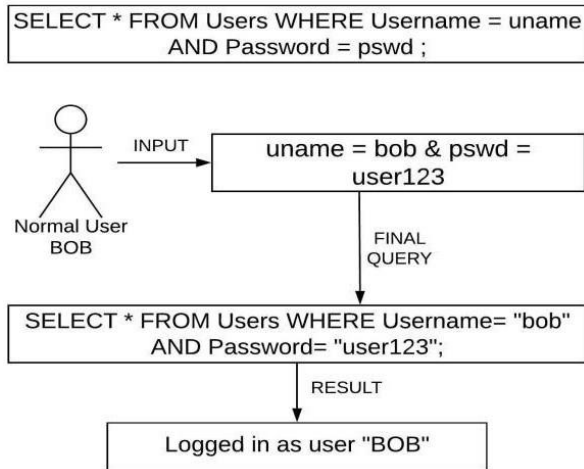 SELECT * FROM Users WHERE Username = uname
AND Password = pswd ;
INPUT
uname = bob & pswd =
user123
Normal User
BOB
FINAL
QUERY
SELECT * FROM Users WHERE Username= "bob"
AND Password= "user123";
RESULT
Logged in as user "BOB"